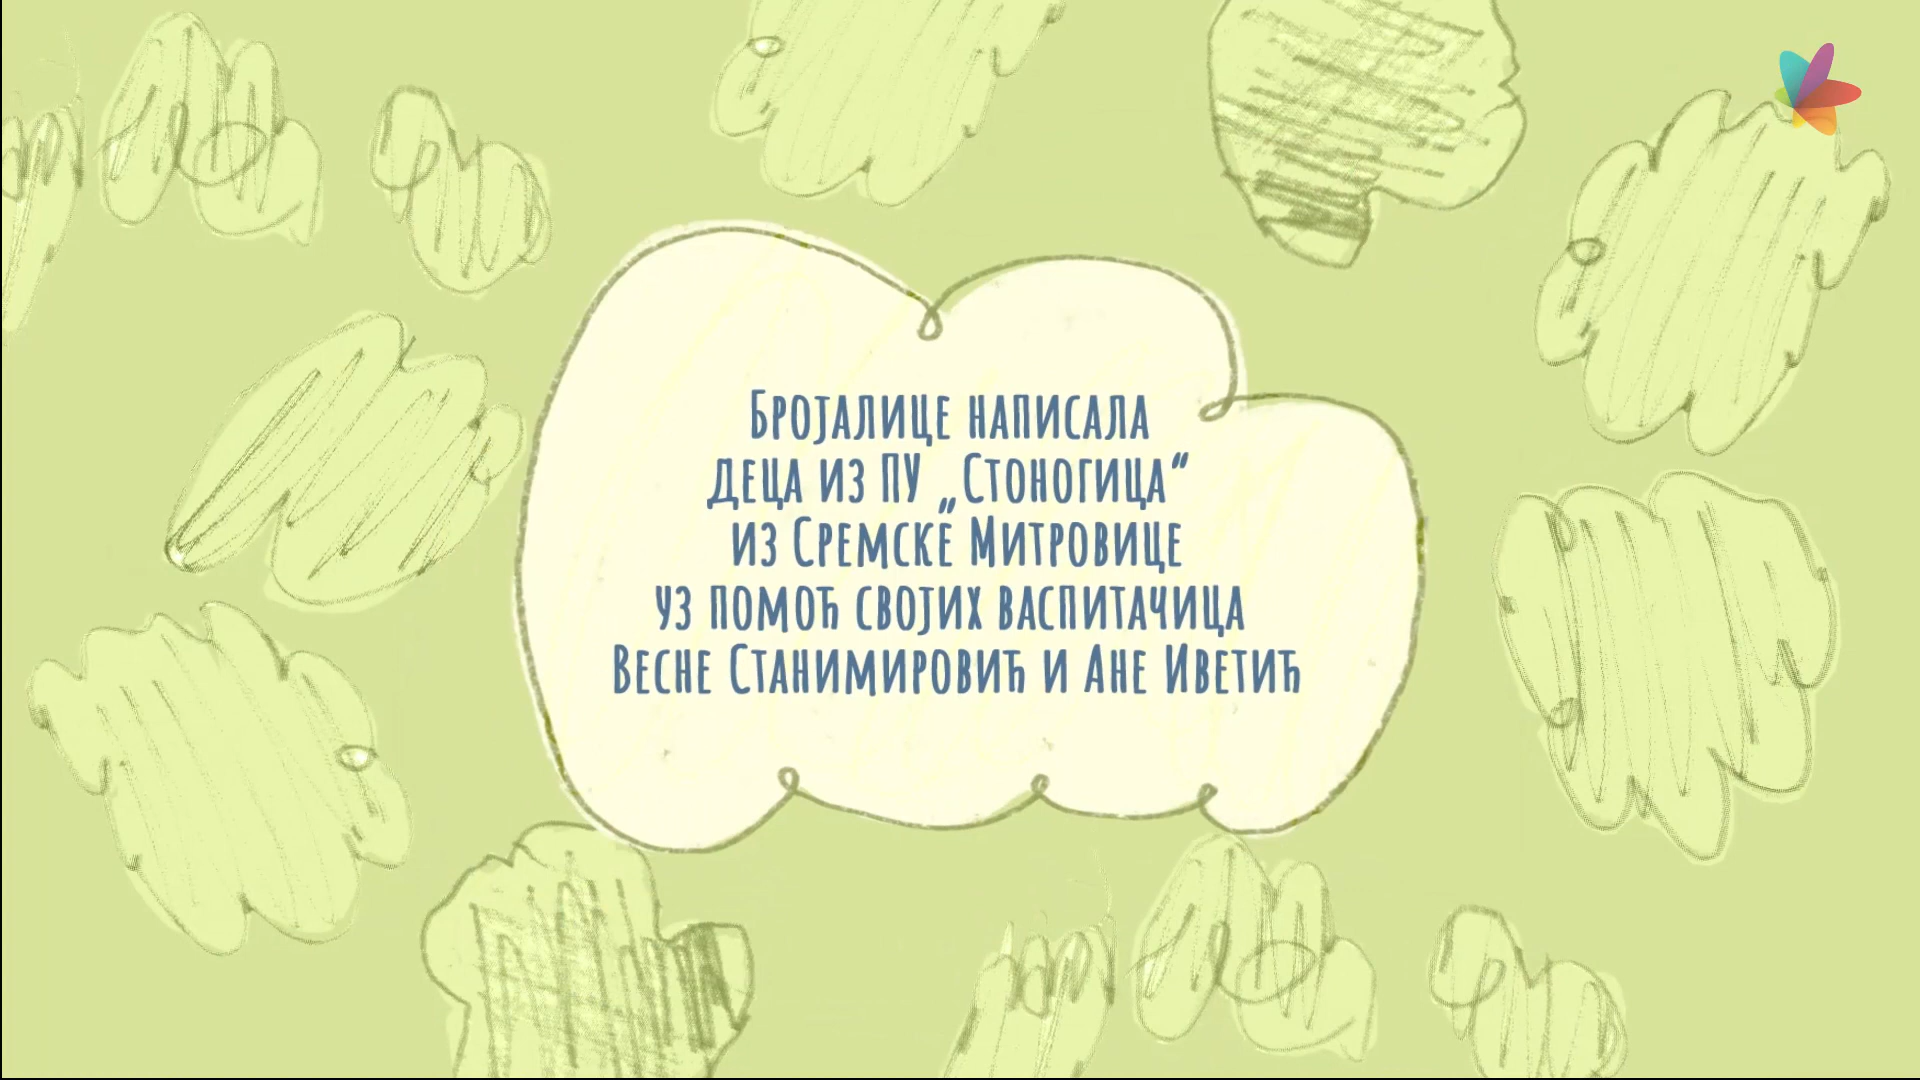 Бројалице написала
деца из ПУ „Стоногица“
из Сремске Митровице
уз помоћ својих васпитачица
Весне Станимировић и Ане Иветић